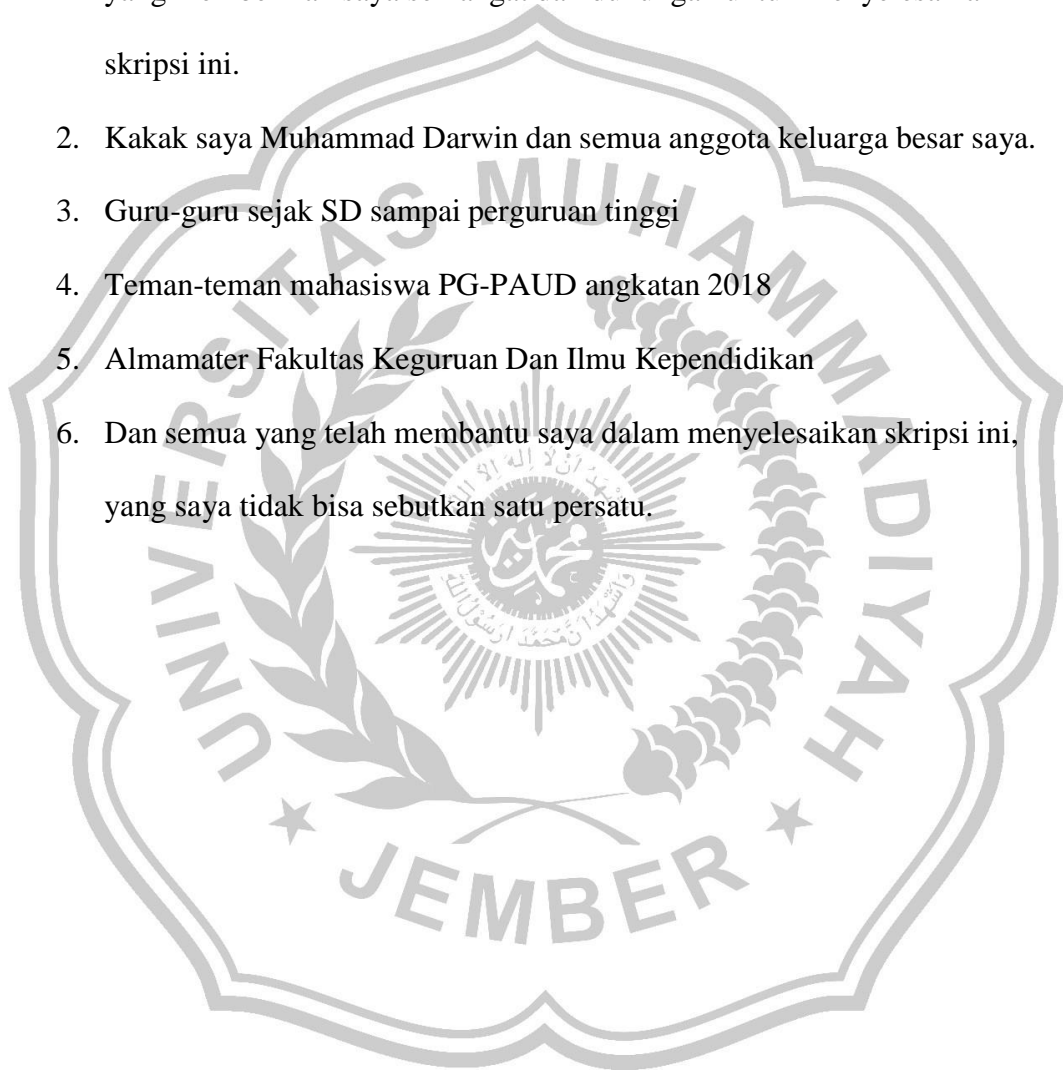 skripsi ini.
2. Kakak saya Muhammad Darwin dan semua anggota keluarga besar saya.
3. Guru-guru sejak SD sampai perguruan tinggi
4. Teman-teman mahasiswa PG-PAUD angkatan 2018
5. Almamater Fakultas Keguruan Dan Ilmu Kependidikan
6. Dan semua yang telah membantu saya dalam menyelesaikan skripsi ini,
yang saya tidak bisa sebutkan satu persatu.
UNIVERSITAS MUHAMMADIYAH
JEMBER